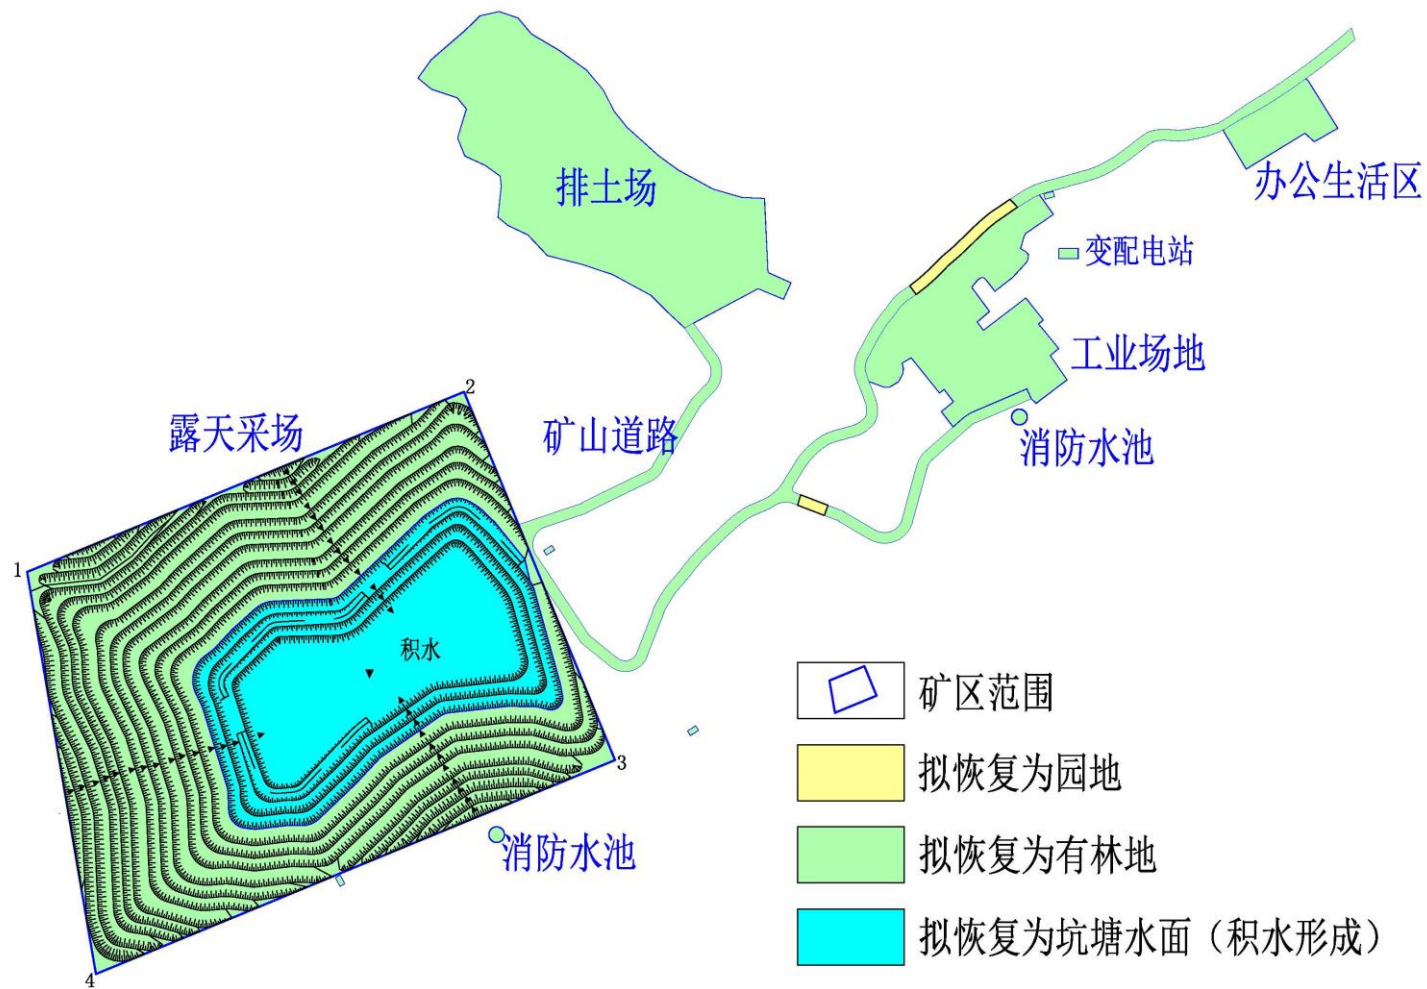 排土场
办公生活区
变配电站
工业场地
2
露天采场
矿山道路
消防水池
1
积水
矿区范围
3
拟恢复为园地
消防水池
拟恢复为有林地
拟恢复为坑塘水面（积水形成）
4